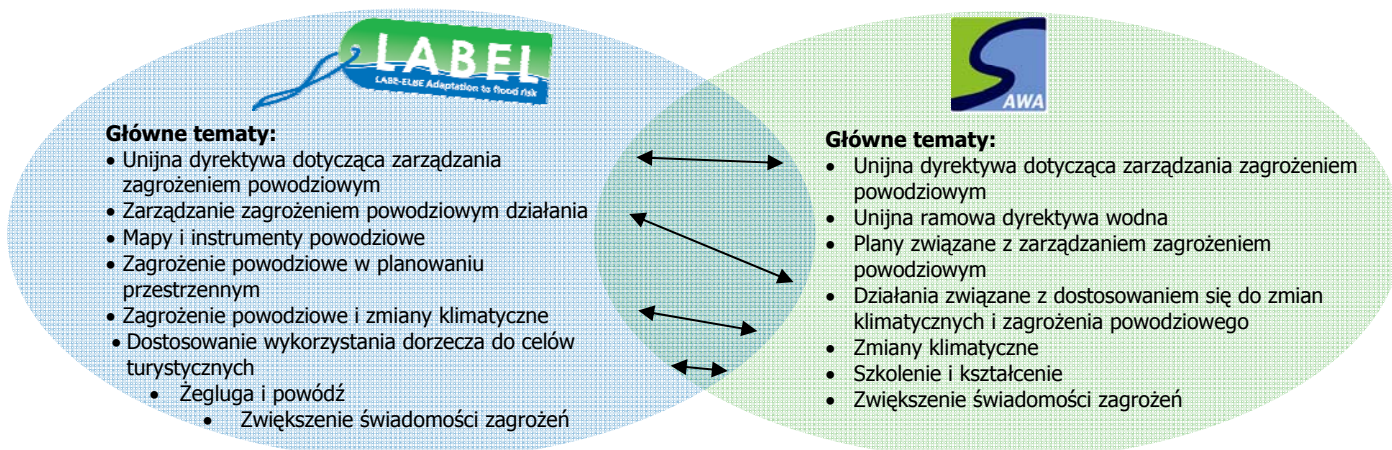 LABEL
LABE-ELBE Adaptation to flood risk
Główne tematy:
• Unijna dyrektywa dotycząca zarządzania
zagrożeniem powodziowym
• Zarządzanie zagrożeniem powodziowym działania
• Mapy i instrumenty powodziowe
• Zagrożenie powodziowe w planowaniu
przestrzennym
• Zagrożenie powodziowe i zmiany klimatyczne
• Dostosowanie wykorzystania dorzecza do celów
turystycznych
• Żegluga i powódź
• Zwiększenie świadomości zagrożeń
SAWA
Główne tematy:
• Unijna dyrektywa dotycząca zarządzania zagrożeniem
powodziowym
• Unijna ramowa dyrektywa wodna
• Plany związane z zarządzaniem zagrożeniem
powodziowym
• Działania związane z dostosowaniem się do zmian
klimatycznych i zagrożenia powodziowego
• Zmiany klimatyczne
• Szkolenie i kształcenie
• Zwiększenie świadomości zagrożeń